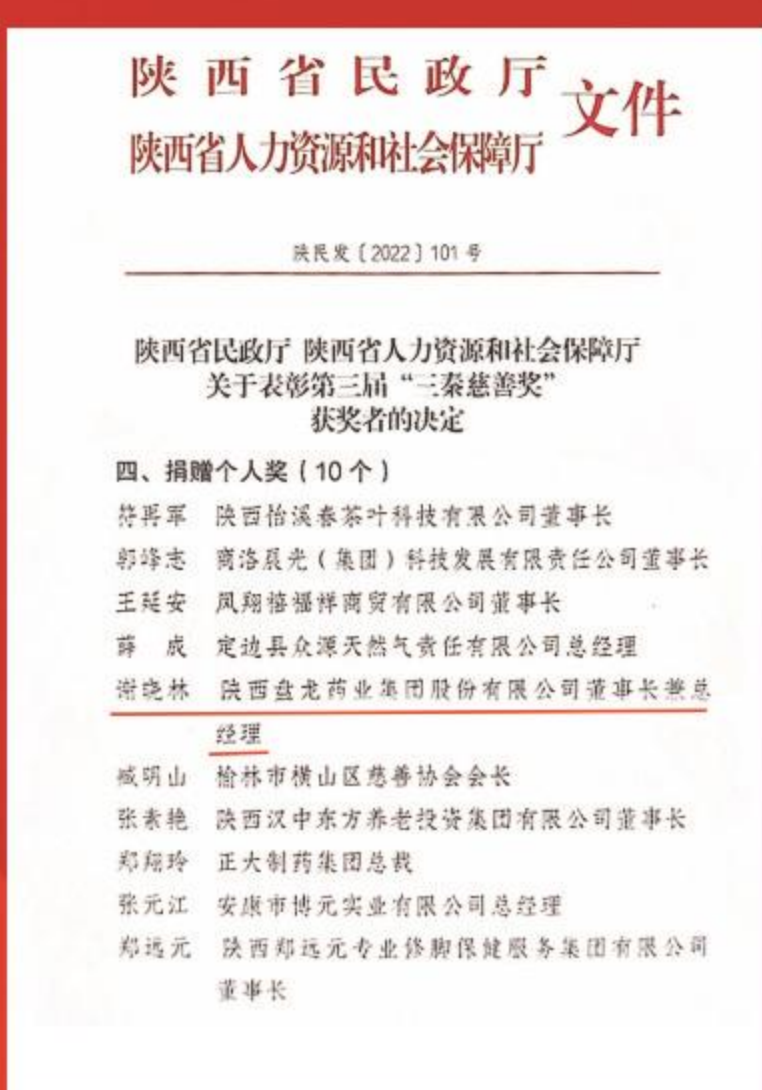 陕西省民政厅
文件
陕西省人力资源和社会保障厅
陕民发〔2022〕101号
陕西省民政厅 陕西省人力资源和社会保障厅
关于表彰第三届“三秦慈善奖”
获奖者的决定
四、捐赠个人奖（10个）
符再军 陕西怡溪春茶叶科技有限公司董事长
郭峰志 商洛晨光（集团）科技发展有限责任公司董事长
王延安 凤翔禧福祥商贸有限公司董事长
薛 成 定边县众源天然气责任有限公司总经理
谢晓林 陕西盘龙药业集团股份有限公司董事长兼总
经理
臧明山 榆林市横山区慈善协会会长
张素艳 陕西汉中东方养老投资集团有限公司董事长
郑翔玲 正大制药集团总裁
张元江 安康市博元实业有限公司总经理
郑远元 陕西郑远元专业修脚保健服务集团有限公司
董事长